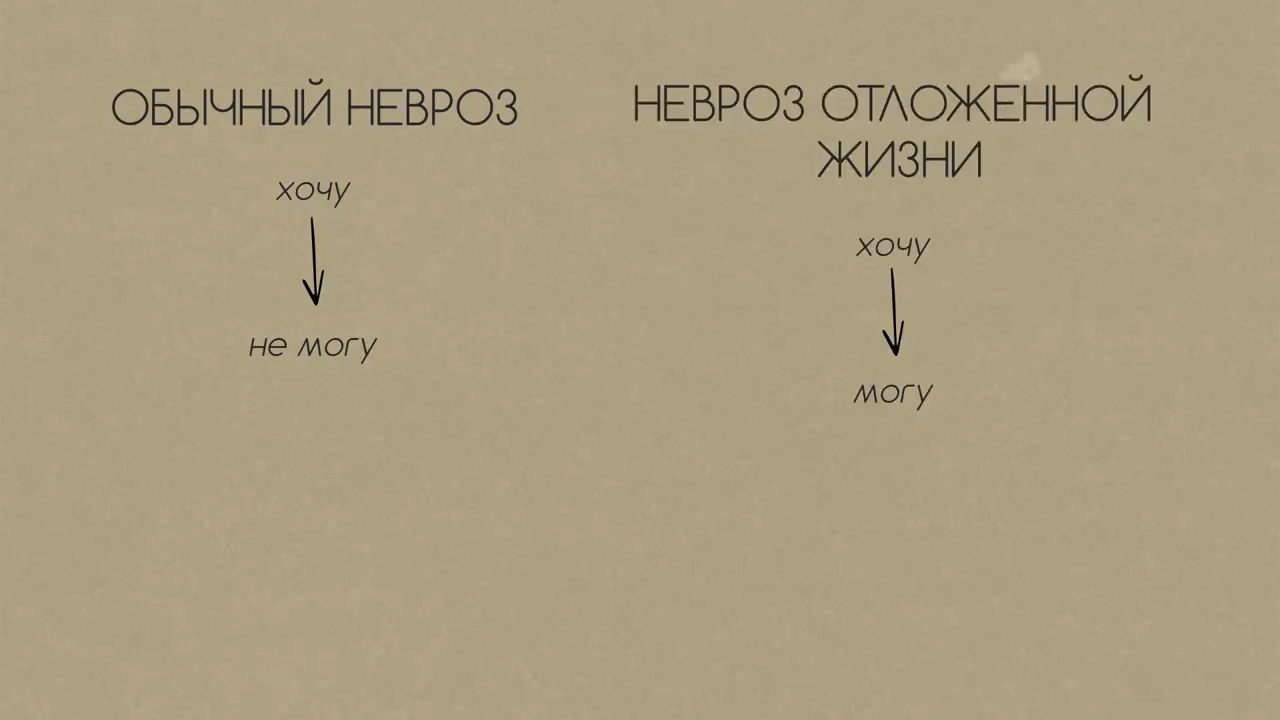 ОБЫЧНЫЙ НЕВРОЗ
хочу
не могу
НЕВРОЗ ОТЛОЖЕННОЙ
ЖИЗНИ
хочу
могу